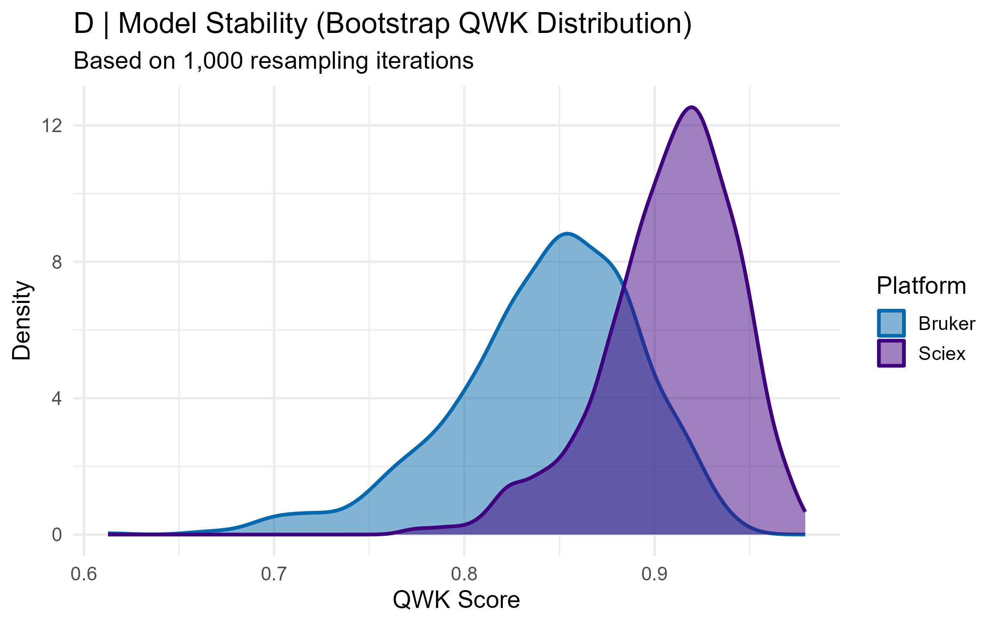 D | Model Stability (Bootstrap QWK Distribution)
Based on 1,000 resampling iterations
12
8
4
0
Density
0.6
0.7
0.8
0.9
QWK Score
Platform
Bruker
Sciex